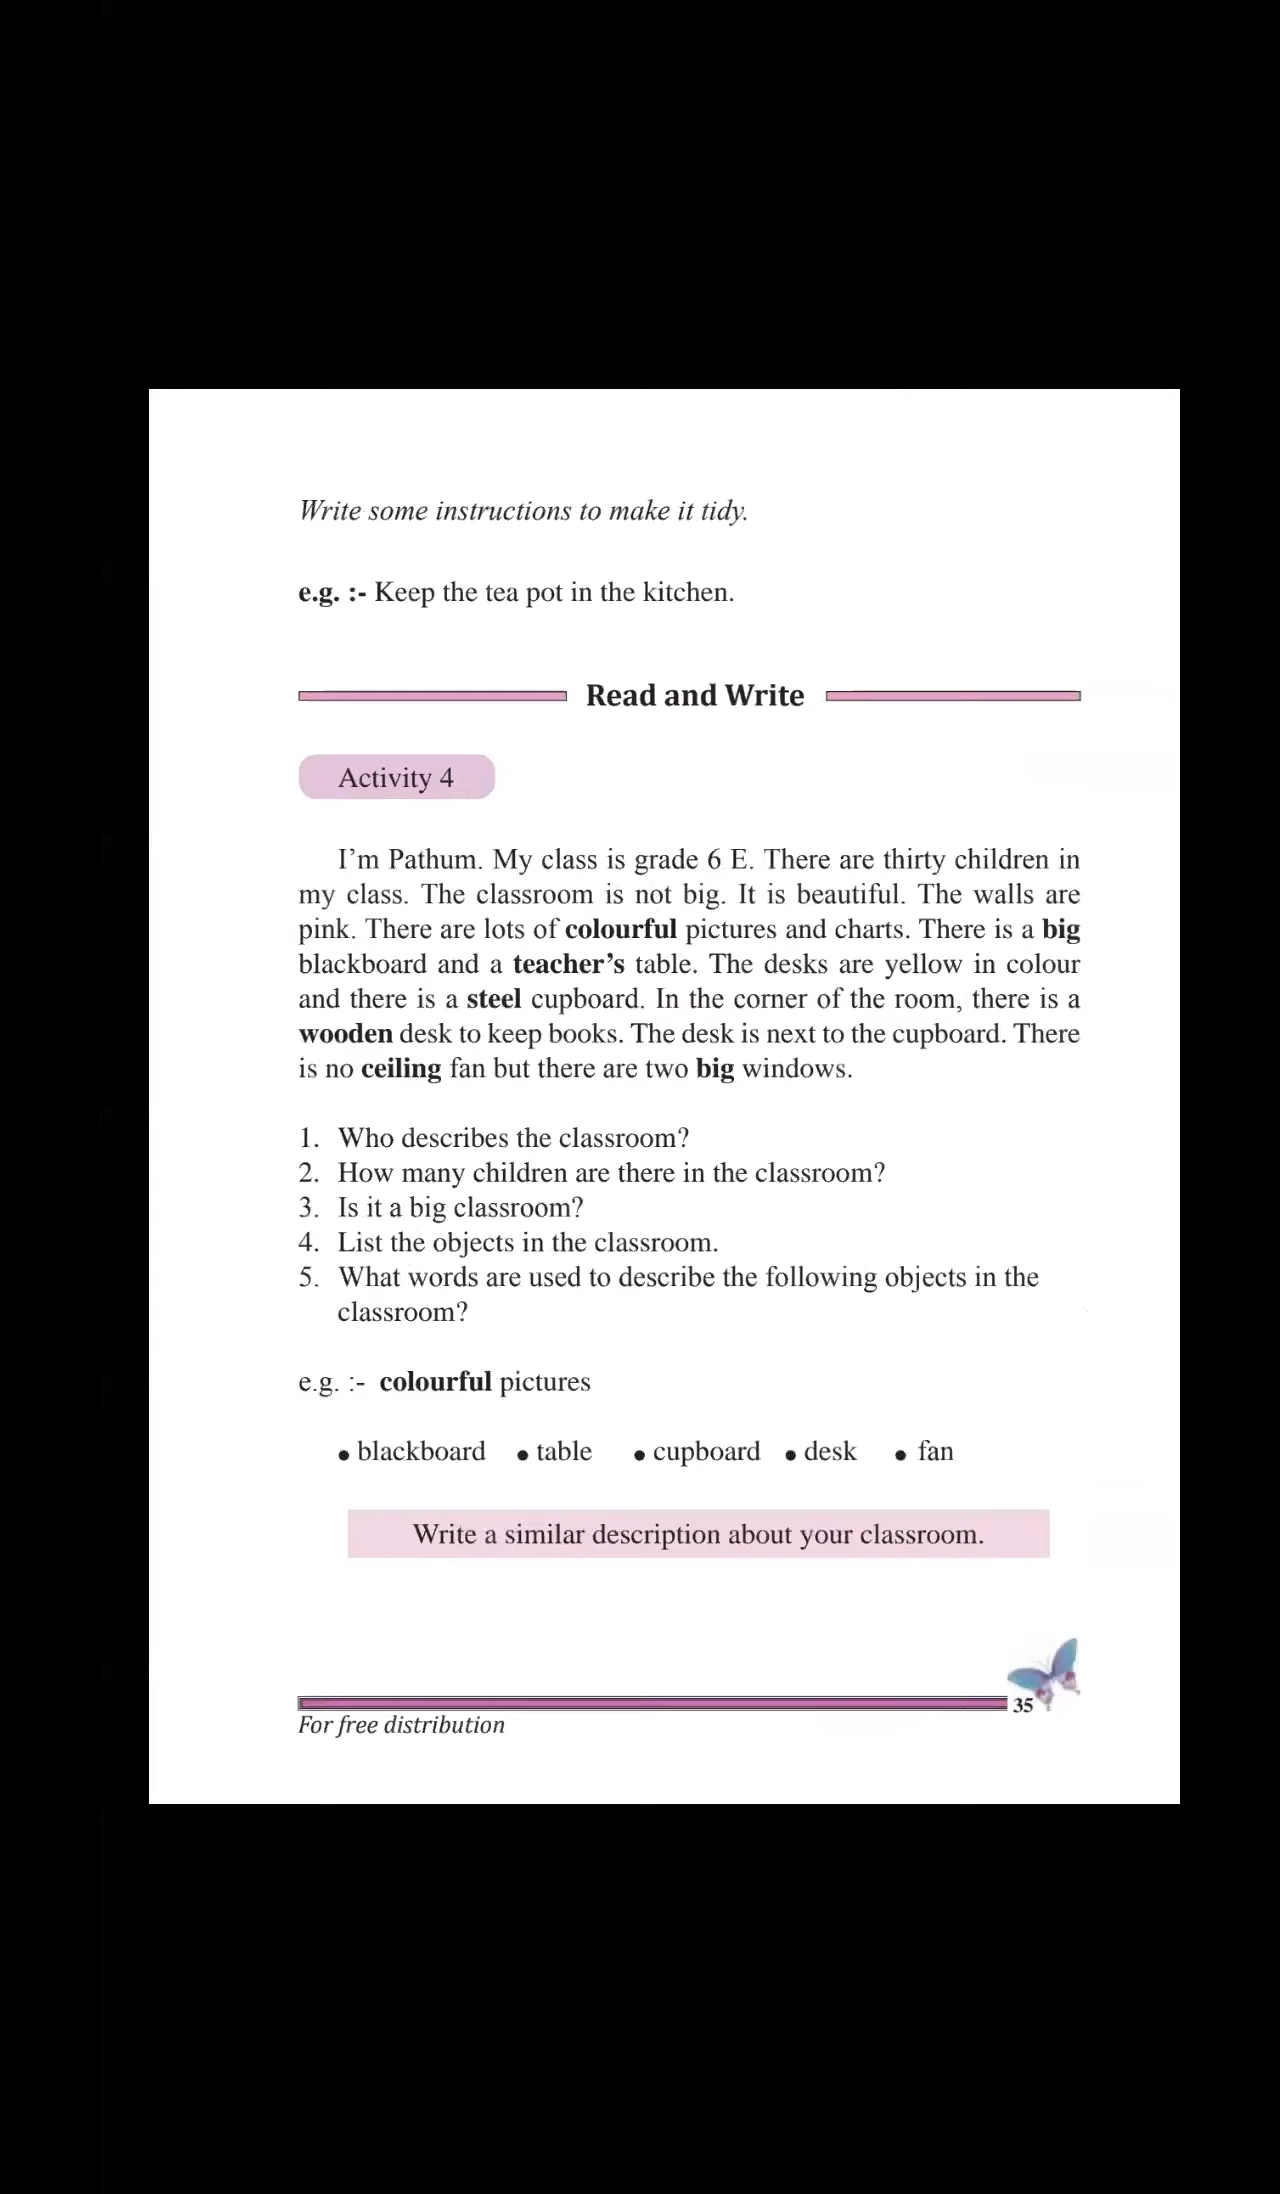 Write some instructions to make it tidy.
e.g. :- Keep the tea pot in the kitchen.
Read and Write
Activity 4
I'm Pathum. My class is grade 6 E. There are thirty children in
my class. The classroom is not big. It is beautiful. The walls are
pink. There are lots of colourful pictures and charts. There is a big
blackboard and a teacher's table. The desks are yellow in colour
and there is a steel cupboard. In the corner of the room, there is a
wooden desk to keep books. The desk is next to the cupboard. There
is no ceiling fan but there are two big windows.
1. Who describes the classroom?
2. How many children are there in the classroom?
3. Is it a big classroom?
4. List the objects in the classroom.
5. What words are used to describe the following objects in the
classroom?
e.g. :- colourful pictures
• blackboard • table • cupboard • desk • fan
Write a similar description about your classroom.
35
For free distribution